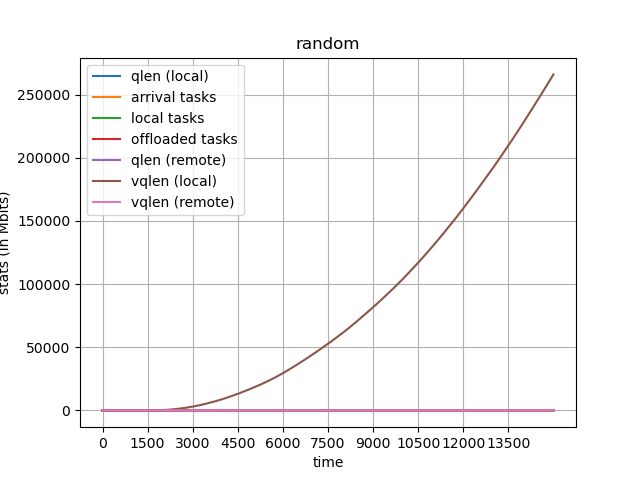 random
qlen (local)
arrival tasks
local tasks
offloaded tasks
qlen (remote)
vqlen (local)
vqlen (remote)
250000
200000
150000
100000
50000
0
stats (in Mbits)
0 1500 3000 4500 6000 7500 9000 10500 12000 13500
time